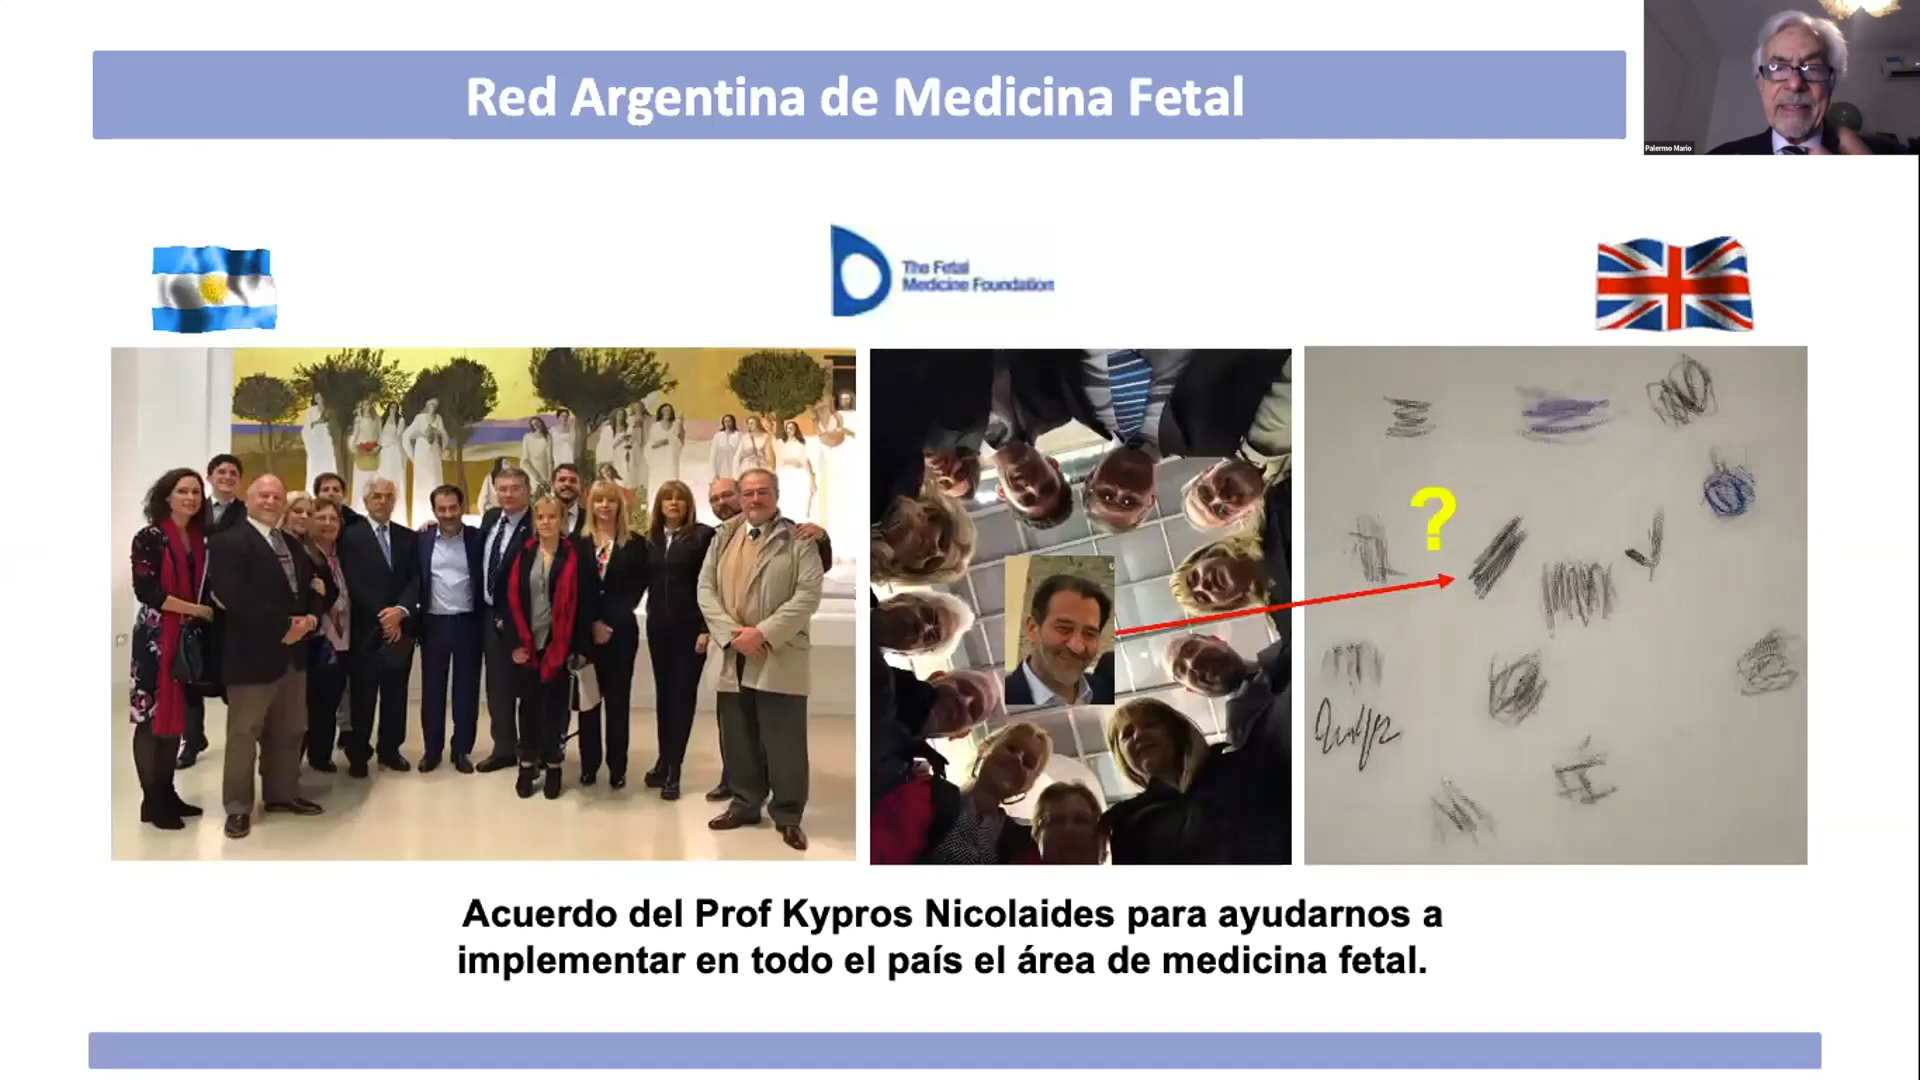 Red Argentina de Medicina Fetal
Palermo Mario
The Fetal
Medicine Foundation
?
Acuerdo del Prof Kypros Nicolaides para ayudarnos a
implementar en todo el país el área de medicina fetal.